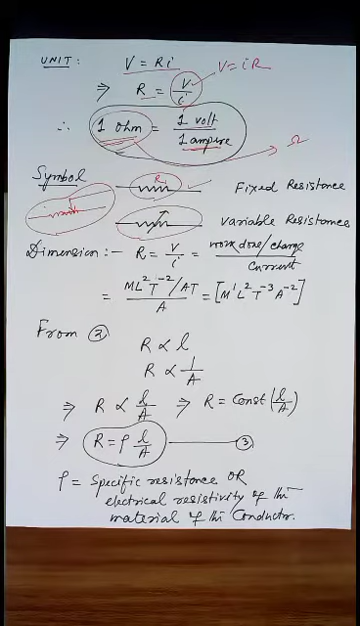 UNIT: V = Ri
⇒ R = V/i V = iR
∴ 1 ohm = 1 volt / 1 ampere Ω
Symbol R Fixed Resistance
variable Resistances
Dimension :- R = V/i = work done/charge / Current
= ML²T⁻²/AT / A = [M¹L²T⁻³A⁻²]
From ②
R ∝ l
R ∝ 1/A
⇒ R ∝ l/A ⇒ R = Const (l/A)
⇒ R = ρ l/A ③
ρ = Specific resistance OR
electrical resistivity of the
material of the Conductor.